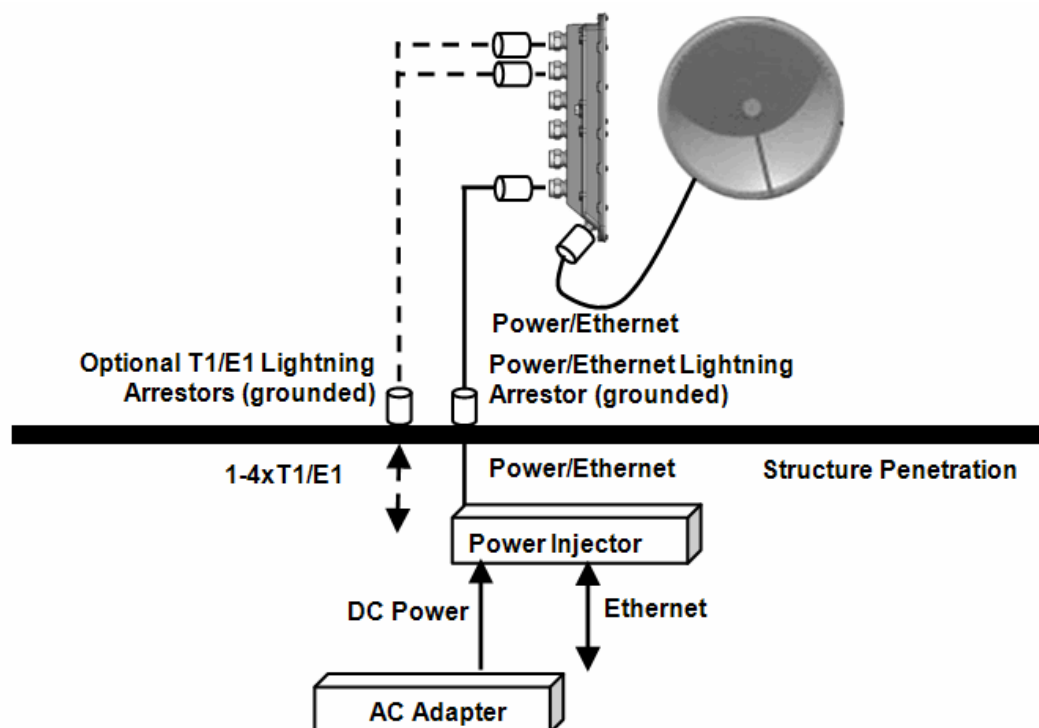 Power/Ethernet
Optional T1/E1 Lightning
Arrestors (grounded)
Power/Ethernet Lightning
Arrestor (grounded)
1-4xT1/E1
Power/Ethernet
Structure Penetration
Power Injector
DC Power
Ethernet
AC Adapter